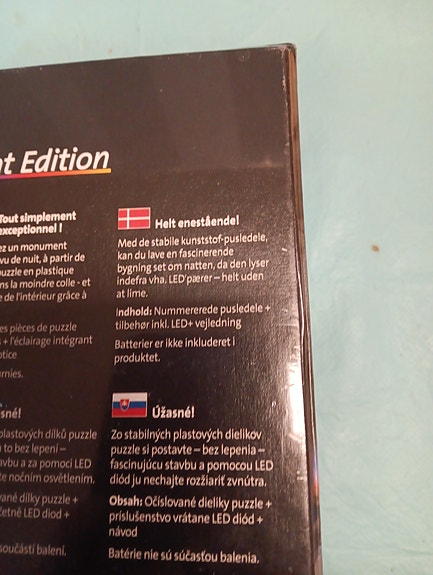 t Edition
Tout simplement
exceptionnel !
ez un monument
vu de nuit, à partir de
puzzle en plastique
ns la moindre colle - et
e de l'intérieur grâce à
es pièces de puzzle
s + l'éclairage intégrant
otice
urnies.
Helt enestående!
Med de stabile kunststof-pusledele,
kan du lave en fascinerende
bygning set om natten, da den lyser
indefra vha. LED'pærer – helt uden
at lime.
Indhold: Nummererede pusledele +
tilbehør inkl. LED+ vejledning
Batterier er ikke inkluderet i
produktet.
sné!
plastových dílků puzzle
to bez lepení –
avbu a za pomoci LED
te nočním osvětlením.
vané dílky puzzle +
četně LED diod +
součástí balení.
Úžasné!
Zo stabilných plastových dielikov
puzzle si postavte – bez lepenia –
fascinujúcu stavbu a pomocou LED
diód ju nechajte rozžiariť zvnútra.
Obsah: Očíslované dieliky puzzle +
príslušenstvo vrátane LED diód +
návod
Batérie nie sú súčasťou balenia.